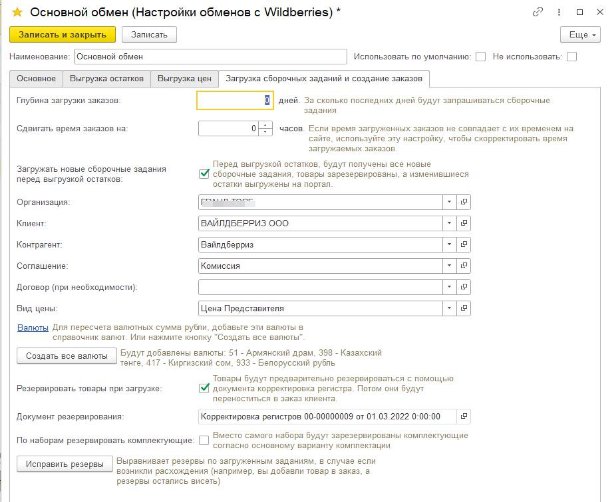 Основной обмен (Настройки обменов с Wildberries) *
Записать и закрыть
Записать
Еще
Наименование: Основной обмен
Использовать по умолчанию:
Не использовать:
Основное
Выгрузка остатков
Выгрузка цен
Загрузка сборочных заданий и создание заказов
Глубина загрузки заказов: 0 дней. За сколько последних дней будут запрашиваться сборочные
задания
Сдвигать время заказов на: 0 часов. Если время загруженных заказов не совпадает с их временем на
сайте, используйте эту настройку, чтобы скорректировать время
загружаемых заказов
Загружать новые сборочные задания
перед выгрузкой остатков:
Перед выгрузкой остатков, будут получены все новые
сборочные задания, товары зарезервированы, а изменившиеся
остатки выгружены на портал.
Организация:
Клиент: ВАЙЛДБЕРРИЗ ООО
Контрагент: Вайлдберриз
Соглашение: Комиссия
Договор (при необходимости):
Вид цены: Цена Представителя
Валюты Для пересчета валютных сумм в рубли, добавьте эти валюты в
справочник валют. Или нажмите кнопку "Создать все валюты".
Создать все валюты
Будут добавлены валюты: 51 - Армянский драм, 398 - Казахский
тенге, 417 - Киргизский сом, 933 - Белорусский рубль
Резервировать товары при загрузке:
Товары будут предварительно резервироваться с помощью
документа корректировка регистра. Потом они будут
переноситься в заказ клиента.
Документ резервирования: Корректировка регистров 00-00000009 от 01.03.2022 0:00:00
По наборам резервировать комплектующие:
Вместо самого набора будут зарезервированы комплектующие
согласно основному варианту комплектации
Исправить резервы
Выравнивает резервы по загруженным заданиям, в случае если
возникли расхождения (например, вы добавли товар в заказ, а
резервы остались висеть)